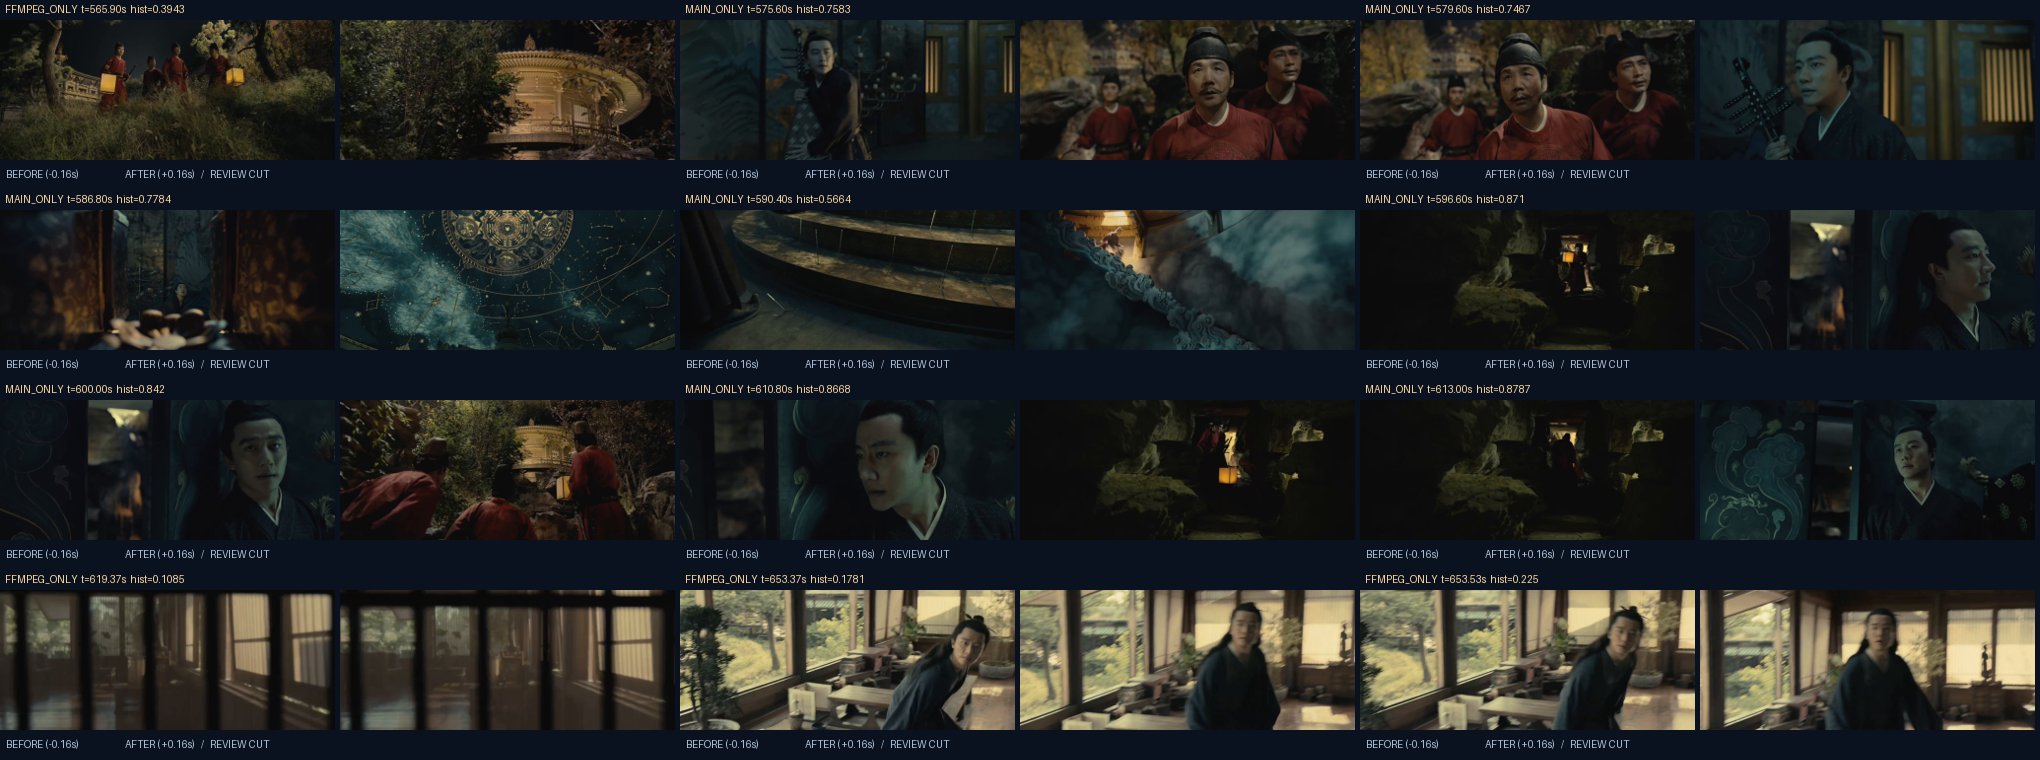 FFMPEG_ONLY t=565.90s hist=0.3943
MAIN_ONLY t=575.60s hist=0.7583
MAIN_ONLY t=579.60s hist=0.7467
BEFORE (-0.16s) AFTER (+0.16s) / REVIEW CUT
BEFORE (-0.16s) AFTER (+0.16s) / REVIEW CUT
BEFORE (-0.16s) AFTER (+0.16s) / REVIEW CUT
MAIN_ONLY t=586.80s hist=0.7784
MAIN_ONLY t=590.40s hist=0.5664
MAIN_ONLY t=596.60s hist=0.871
BEFORE (-0.16s) AFTER (+0.16s) / REVIEW CUT
BEFORE (-0.16s) AFTER (+0.16s) / REVIEW CUT
BEFORE (-0.16s) AFTER (+0.16s) / REVIEW CUT
MAIN_ONLY t=600.00s hist=0.842
MAIN_ONLY t=610.80s hist=0.8668
MAIN_ONLY t=613.00s hist=0.8787
BEFORE (-0.16s) AFTER (+0.16s) / REVIEW CUT
BEFORE (-0.16s) AFTER (+0.16s) / REVIEW CUT
BEFORE (-0.16s) AFTER (+0.16s) / REVIEW CUT
FFMPEG_ONLY t=619.37s hist=0.1085
FFMPEG_ONLY t=653.37s hist=0.1781
FFMPEG_ONLY t=653.53s hist=0.225
BEFORE (-0.16s) AFTER (+0.16s) / REVIEW CUT
BEFORE (-0.16s) AFTER (+0.16s) / REVIEW CUT
BEFORE (-0.16s) AFTER (+0.16s) / REVIEW CUT